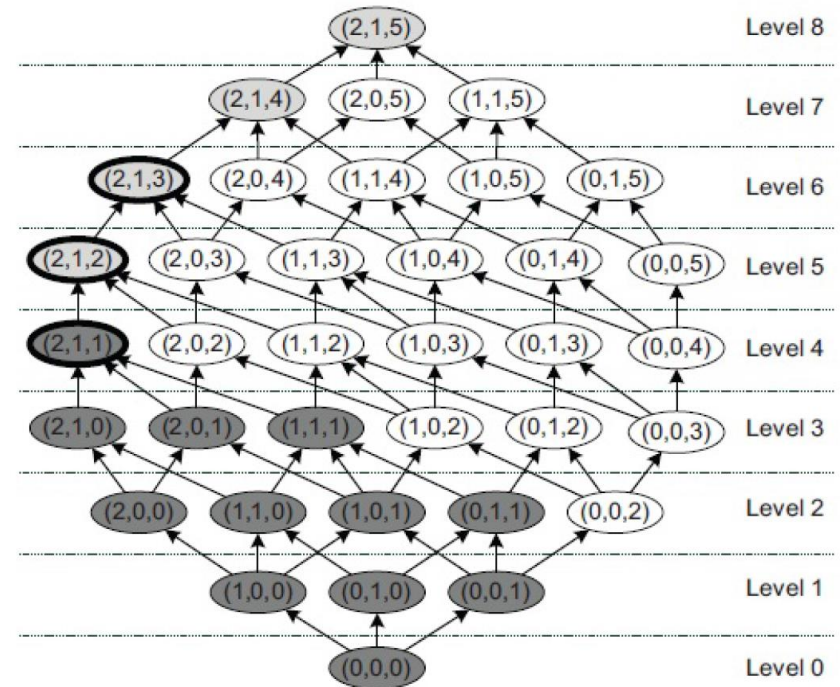 (2,1,5) Level 8
(2,1,4) (2,0,5) (1,1,5) Level 7
(2,1,3) (2,0,4) (1,1,4) (1,0,5) (0,1,5) Level 6
(2,1,2) (2,0,3) (1,1,3) (1,0,4) (0,1,4) (0,0,5) Level 5
(2,1,1) (2,0,2) (1,1,2) (1,0,3) (0,1,3) (0,0,4) Level 4
(2,1,0) (2,0,1) (1,1,1) (1,0,2) (0,1,2) (0,0,3) Level 3
(2,0,0) (1,1,0) (1,0,1) (0,1,1) (0,0,2) Level 2
(1,0,0) (0,1,0) (0,0,1) Level 1
(0,0,0) Level 0